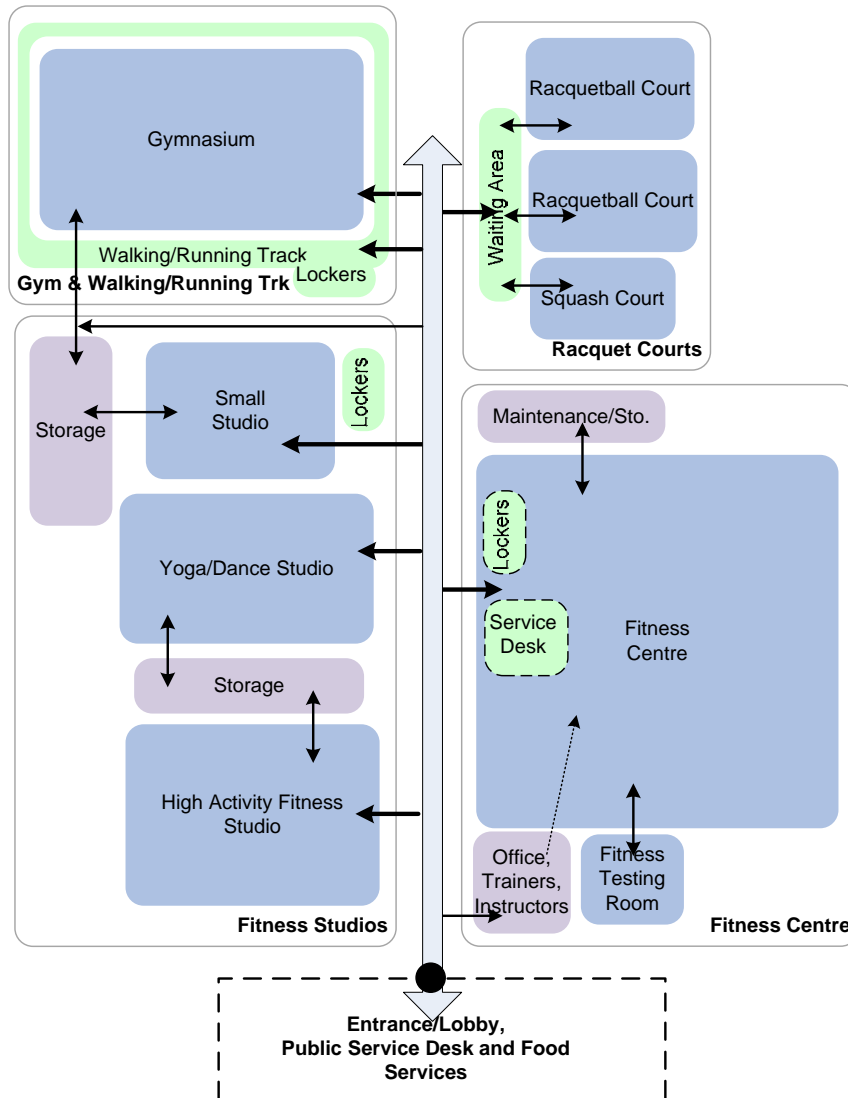 Gymnasium
Walking/Running Track
Lockers
Gym & Walking/Running Trk
Racquetball Court
Waiting Area
Racquetball Court
Squash Court
Racquet Courts
Storage
Small
Studio
Lockers
Yoga/Dance Studio
Storage
High Activity Fitness
Studio
Fitness Studios
Maintenance/Sto.
Lockers
Service
Desk
Fitness
Centre
Office,
Trainers,
Instructors
Fitness
Testing
Room
Fitness Centre
Entrance/Lobby,
Public Service Desk and Food
Services